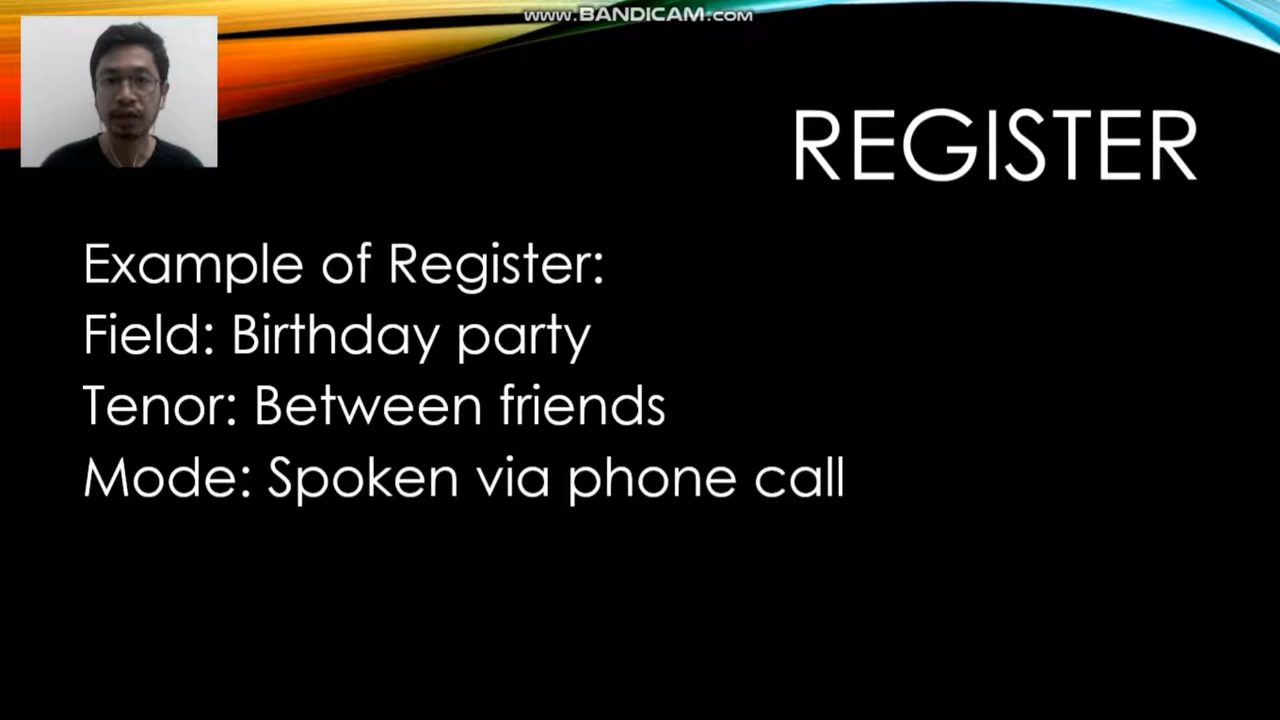 www.BANDICAM.com
REGISTER
Example of Register:
Field: Birthday party
Tenor: Between friends
Mode: Spoken via phone call